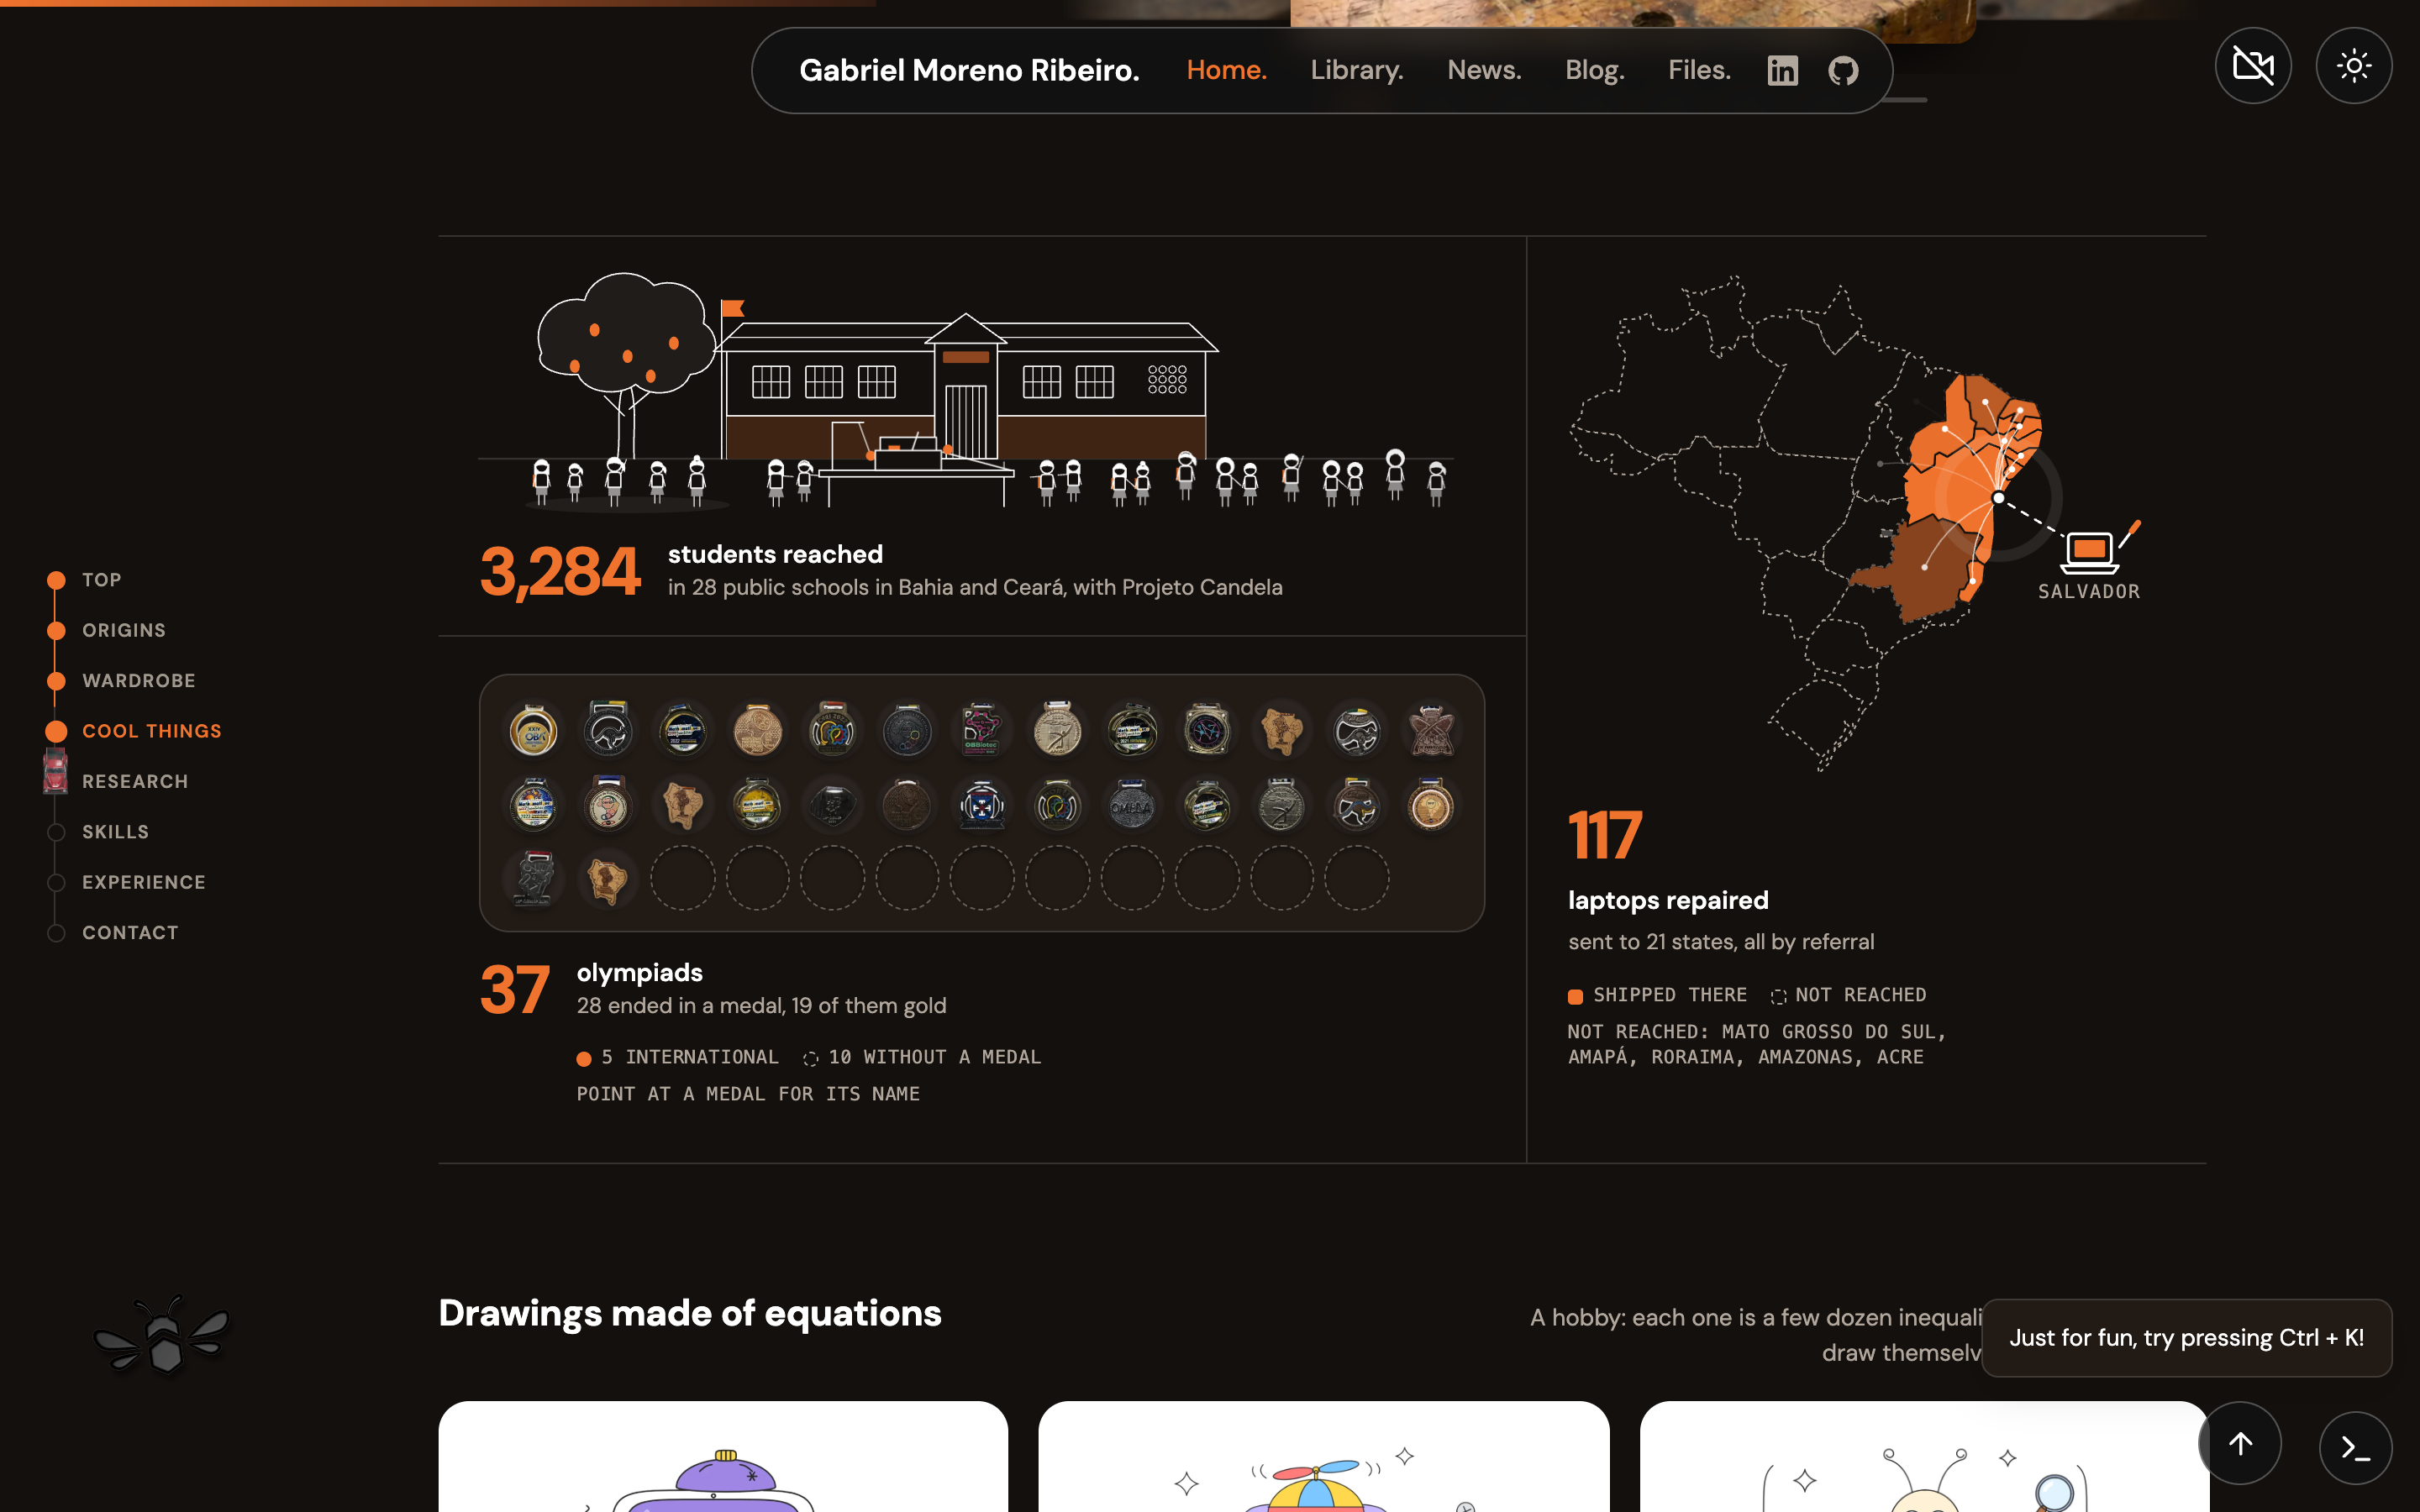 Gabriel Moreno Ribeiro. Home. Library. News. Blog. Files.
TOP
ORIGINS
WARDROBE
COOL THINGS
RESEARCH
SKILLS
EXPERIENCE
CONTACT
3,284
students reached
in 28 public schools in Bahia and Ceará, with Projeto Candela
37
olympiads
28 ended in a medal, 19 of them gold
5 INTERNATIONAL 10 WITHOUT A MEDAL
POINT AT A MEDAL FOR ITS NAME
SALVADOR
117
laptops repaired
sent to 21 states, all by referral
SHIPPED THERE NOT REACHED
NOT REACHED: MATO GROSSO DO SUL,
AMAPÁ, RORAIMA, AMAZONAS, ACRE
Drawings made of equations
A hobby: each one is a few dozen inequali
draw themselv
Just for fun, try pressing Ctrl + K!